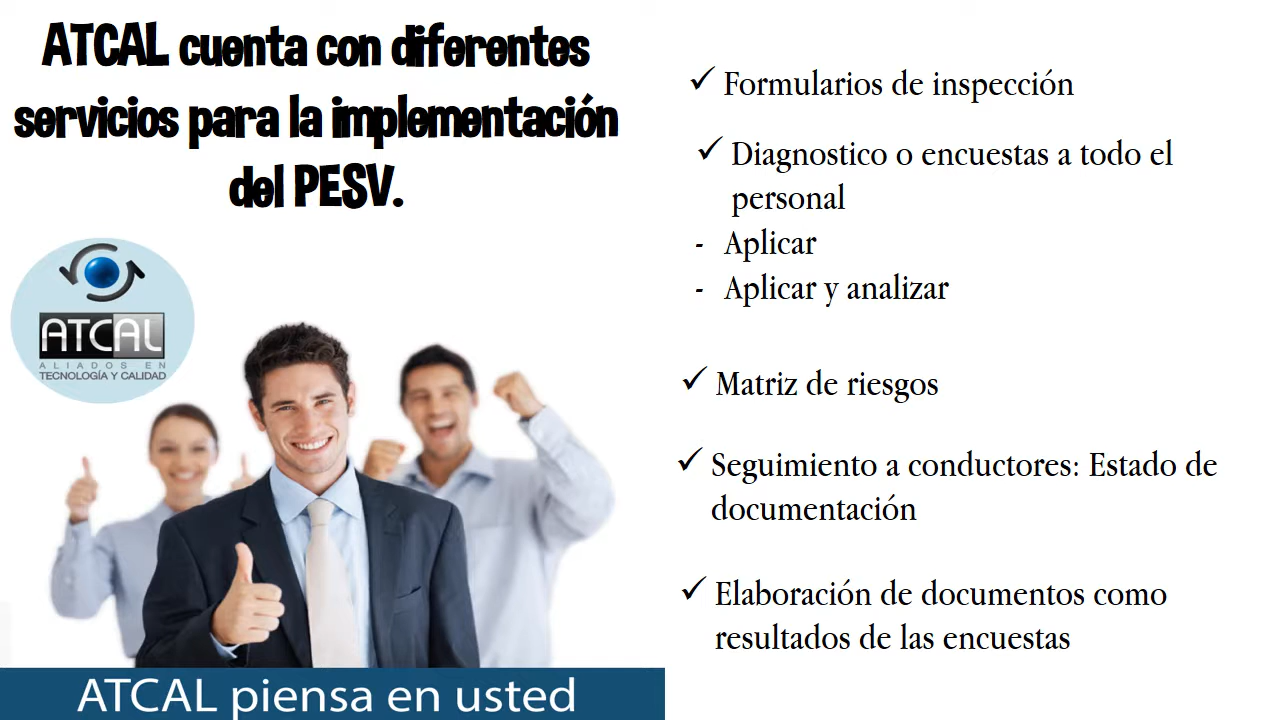 ATCAL cuenta con diferentes
servicios para la implementación
del PESV.
ATCAL
ALIADOS EN
TECNOLOGÍA Y CALIDAD
ATCAL piensa en usted
✓ Formularios de inspección
✓ Diagnostico o encuestas a todo el
personal
- Aplicar
- Aplicar y analizar
✓ Matriz de riesgos
✓ Seguimiento a conductores: Estado de
documentación
✓ Elaboración de documentos como
resultados de las encuestas